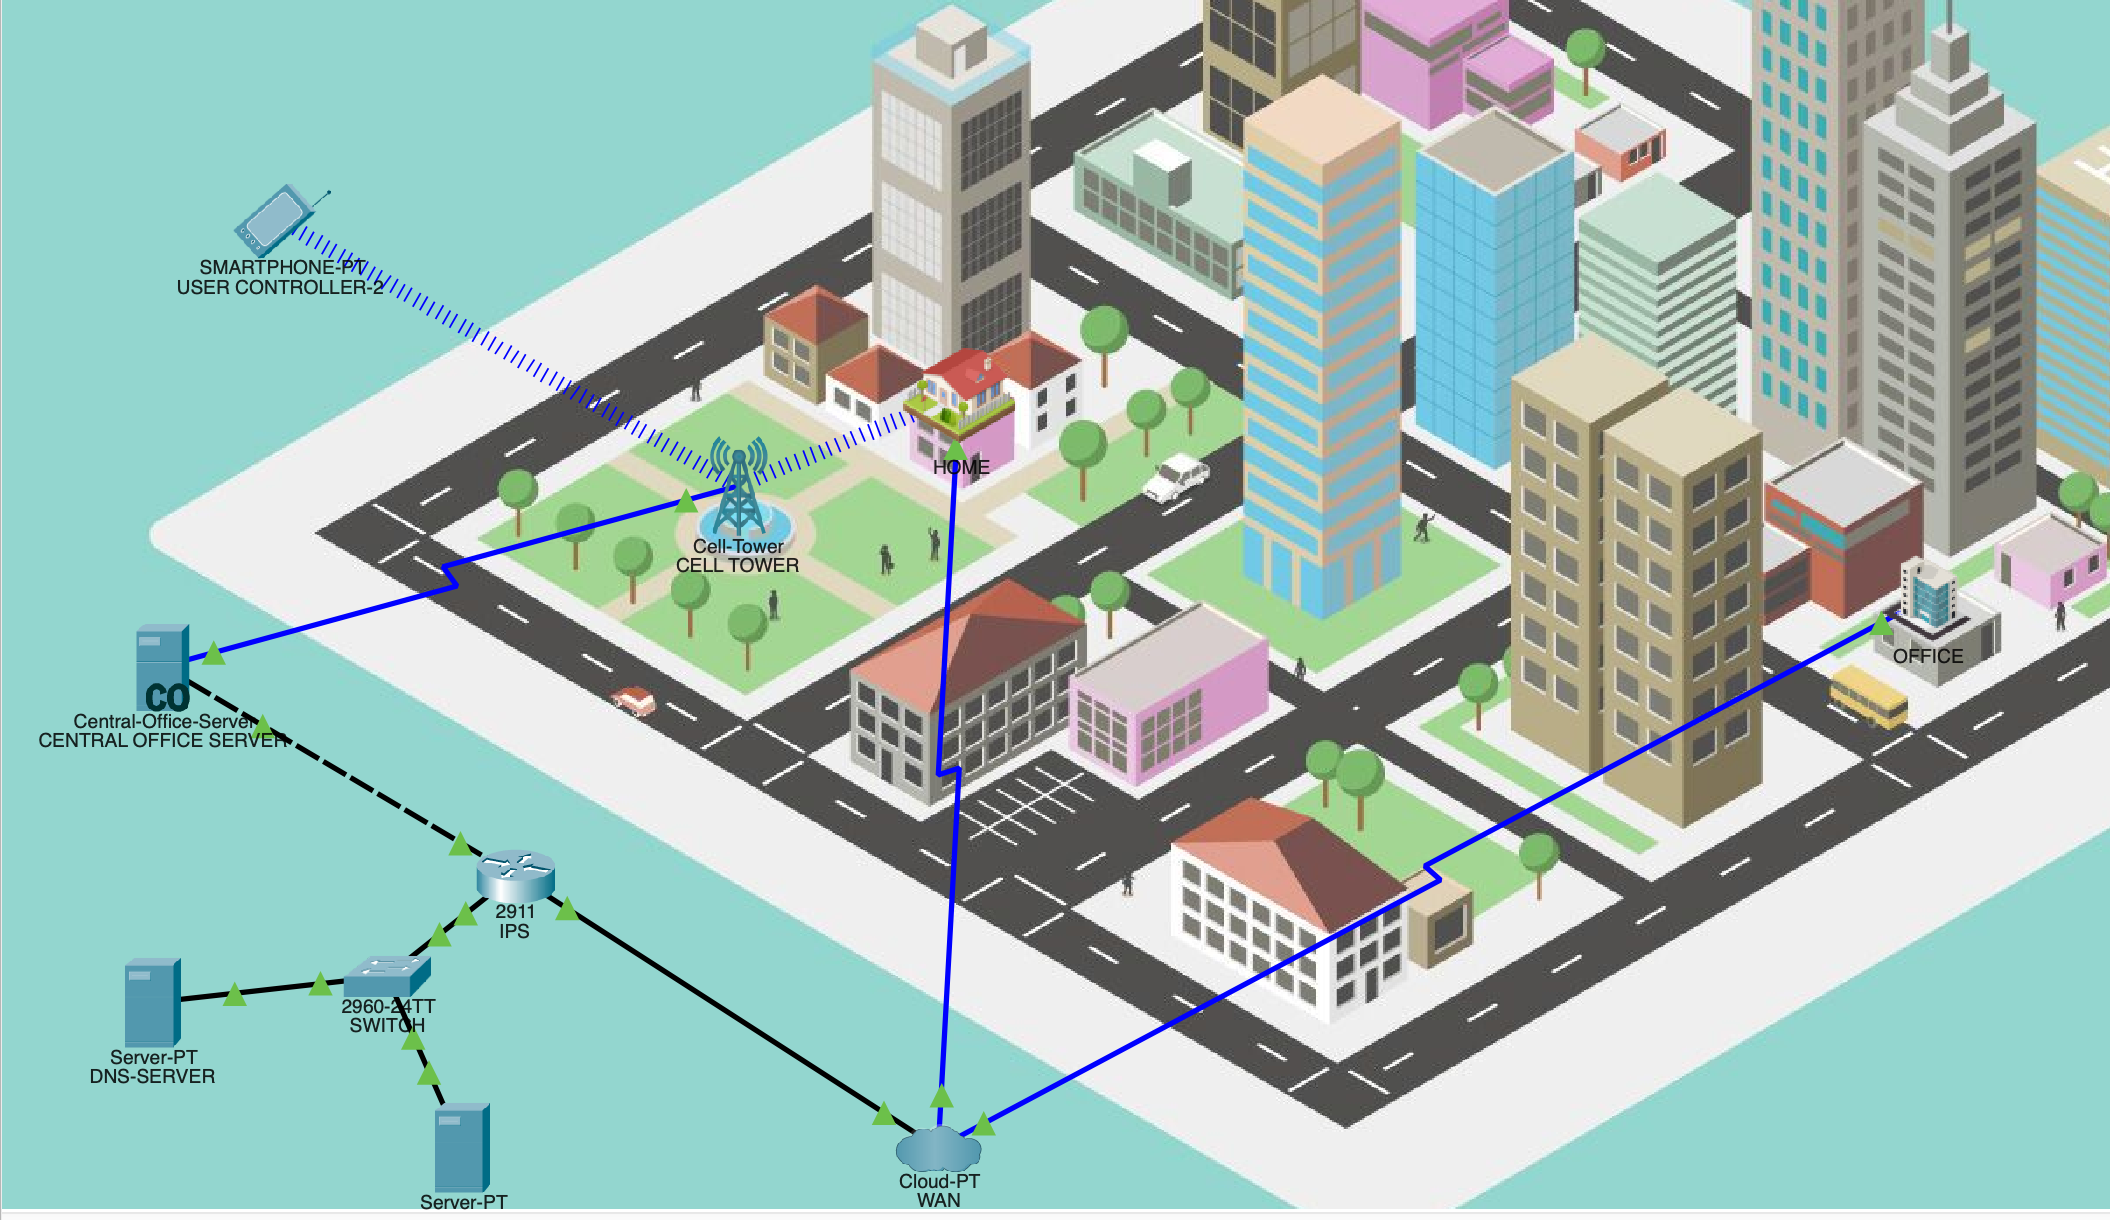 SMARTPHONE-PT
USER CONTROLLER-2
HOME
Cell-Tower
CELL TOWER
OFFICE
CO
Central-Office-Server
CENTRAL OFFICE SERVER
2911
IPS
2960-24TT
SWITCH
Server-PT
DNS-SERVER
Server-PT
Cloud-PT
WAN